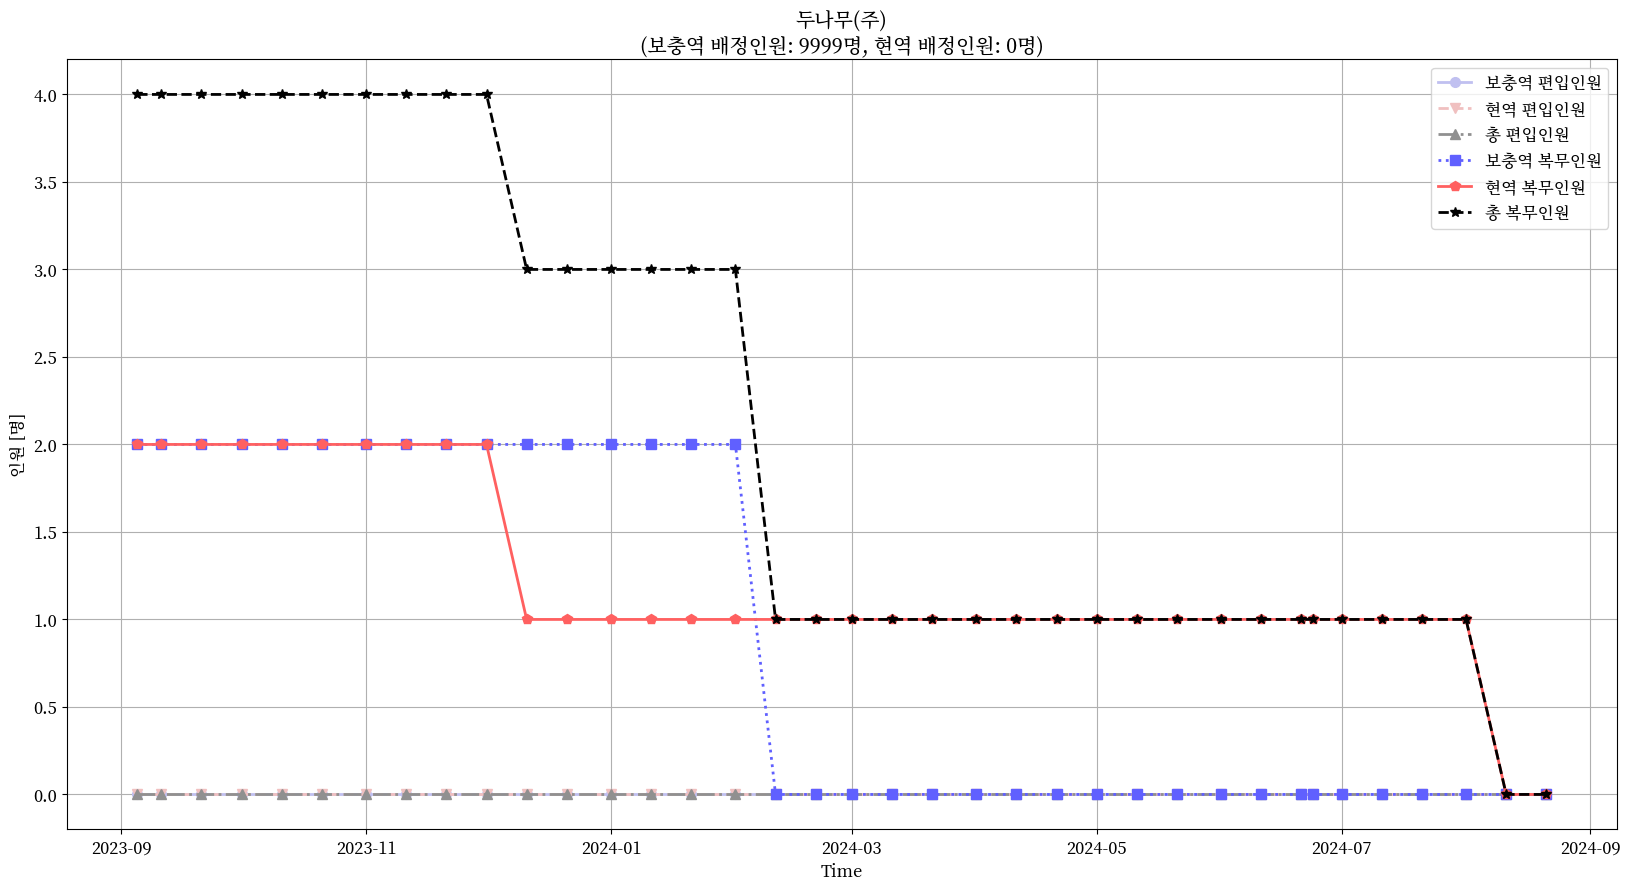 두나무(주)
(보충역 배정인원: 9999명, 현역 배정인원: 0명)
보충역 편입인원
현역 편입인원
총 편입인원
보충역 복무인원
현역 복무인원
총 복무인원
인원 [명]
4.0
3.5
3.0
2.5
2.0
1.5
1.0
0.5
0.0
2023-09
2023-11
2024-01
2024-03
2024-05
2024-07
2024-09
Time